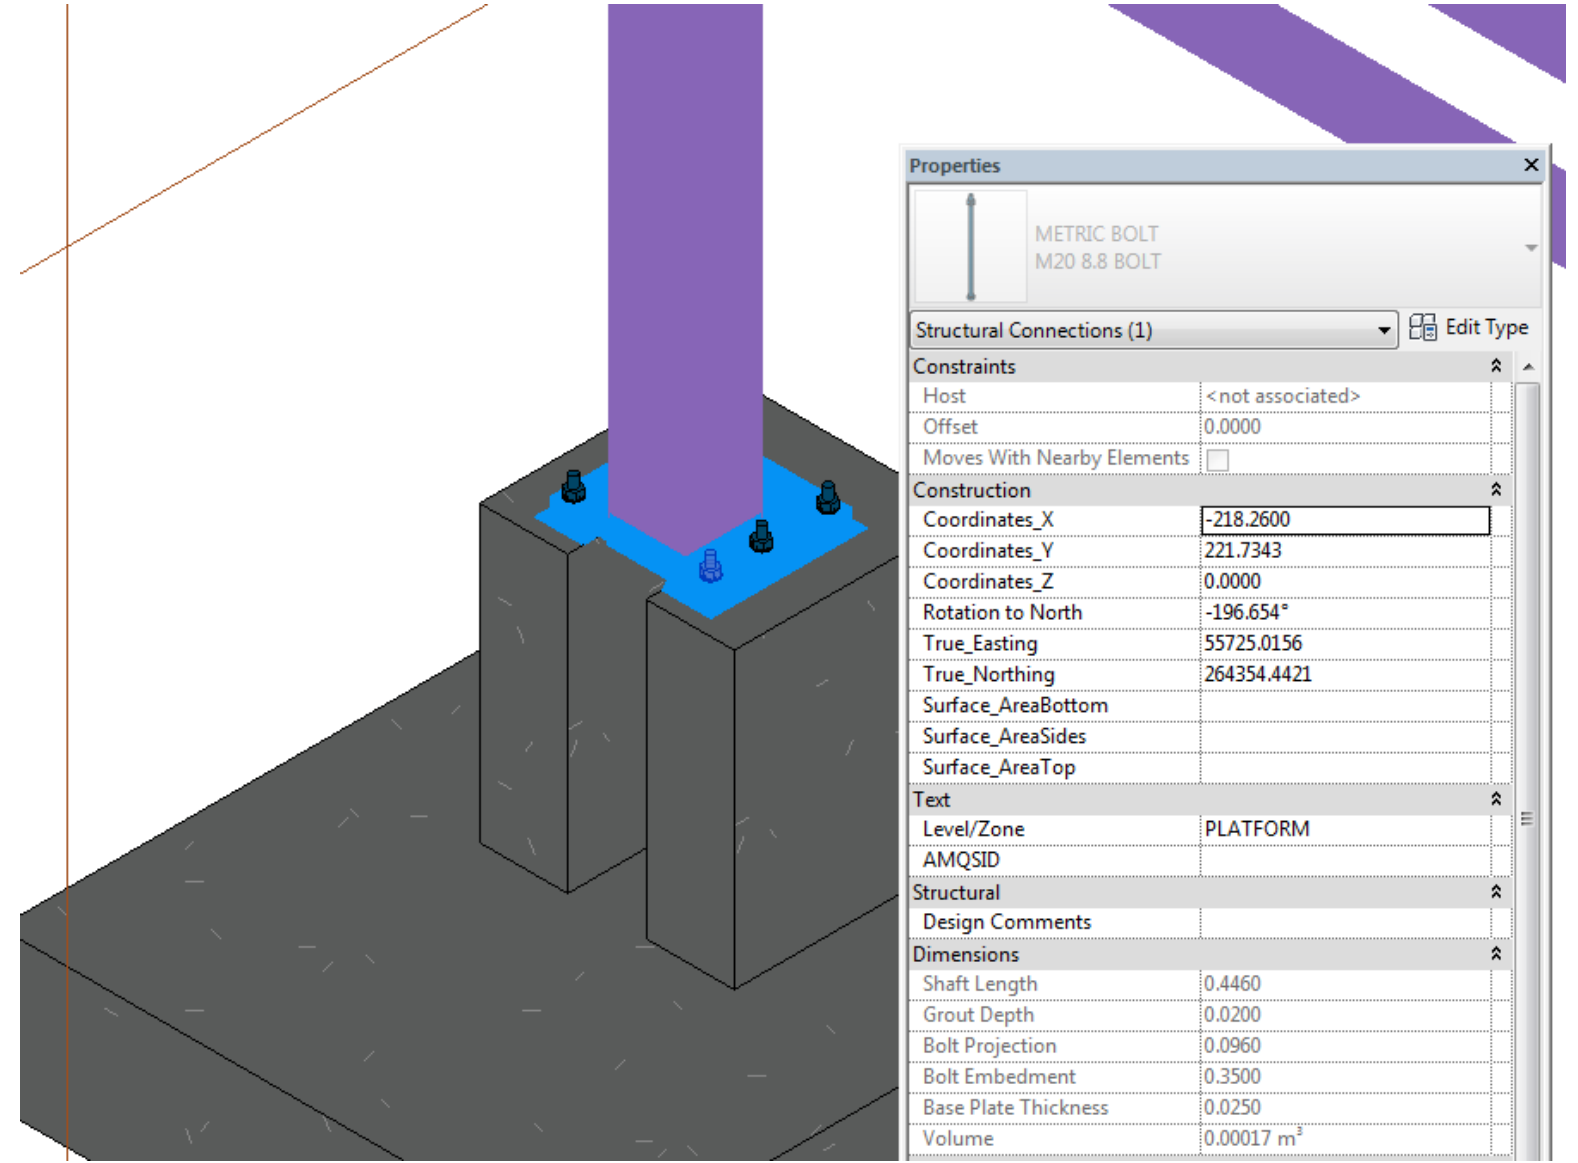 Properties
METRIC BOLT
M20 8.8 BOLT
Structural Connections (1)
Edit Type
Constraints
Host <not associated>
Offset 0.0000
Moves With Nearby Elements
Construction
Coordinates_X -218.2600
Coordinates_Y 221.7343
Coordinates_Z 0.0000
Rotation to North -196.654°
True_Easting 55725.0156
True_Northing 264354.4421
Surface_AreaBottom
Surface_AreaSides
Surface_AreaTop
Text
Level/Zone PLATFORM
AMQSID
Structural
Design Comments
Dimensions
Shaft Length 0.4460
Grout Depth 0.0200
Bolt Projection 0.0960
Bolt Embedment 0.3500
Base Plate Thickness 0.0250
Volume 0.00017 m³